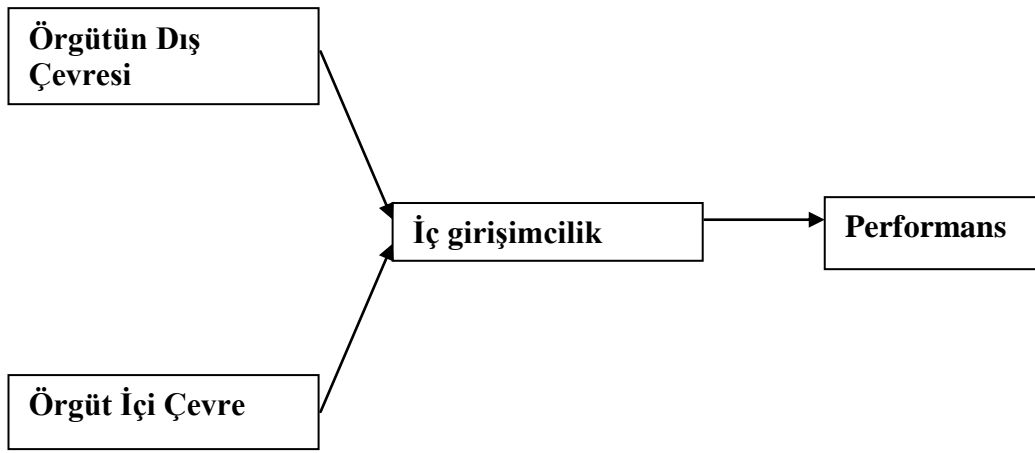 Örgütün Dış
Çevresi
İç girişimcilik
Performans
Örgüt İçi Çevre